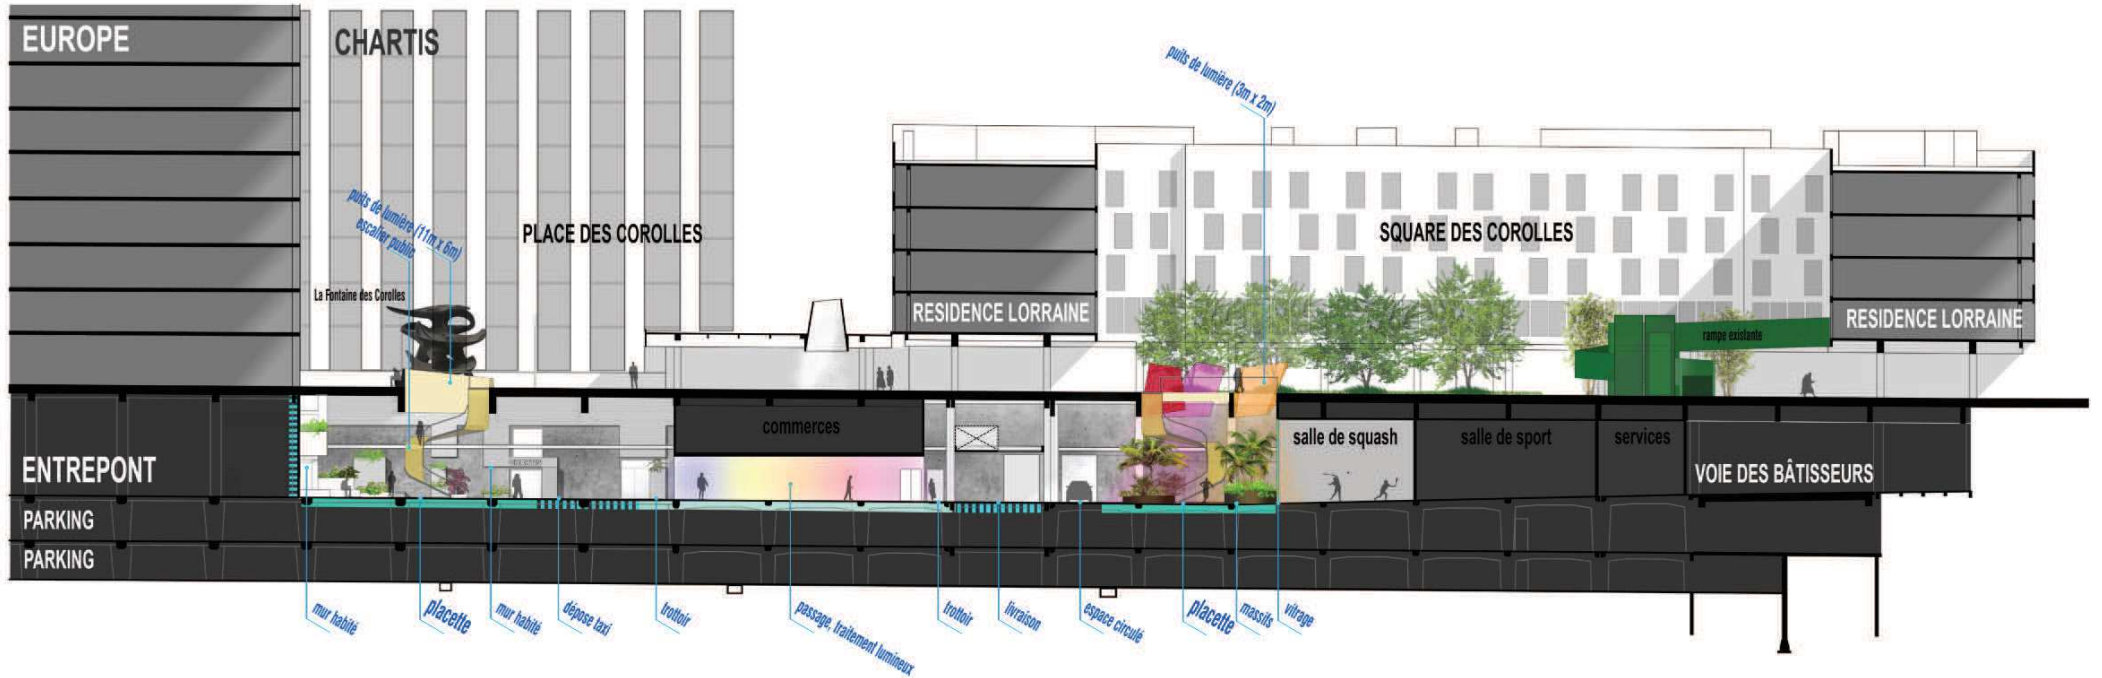 EUROPE
CHARTIS
puits de lumière (3m x 2m)
puits de lumière (11m x 6m)
escalier public
PLACE DES COROLLES
SQUARE DES COROLLES
La Fontaine des Corolles
RESIDENCE LORRAINE
rampe existante
RESIDENCE LORRAINE
commerces
salle de squash
salle de sport
services
ENTREPONT
VOIE DES BÂTISSEURS
PARKING
PARKING
mur habité
placette
mur habité
dépose taxi
trottoir
passage, traitement lumineux
trottoir
livraison
espace circulé
placette
massifs
vitrage